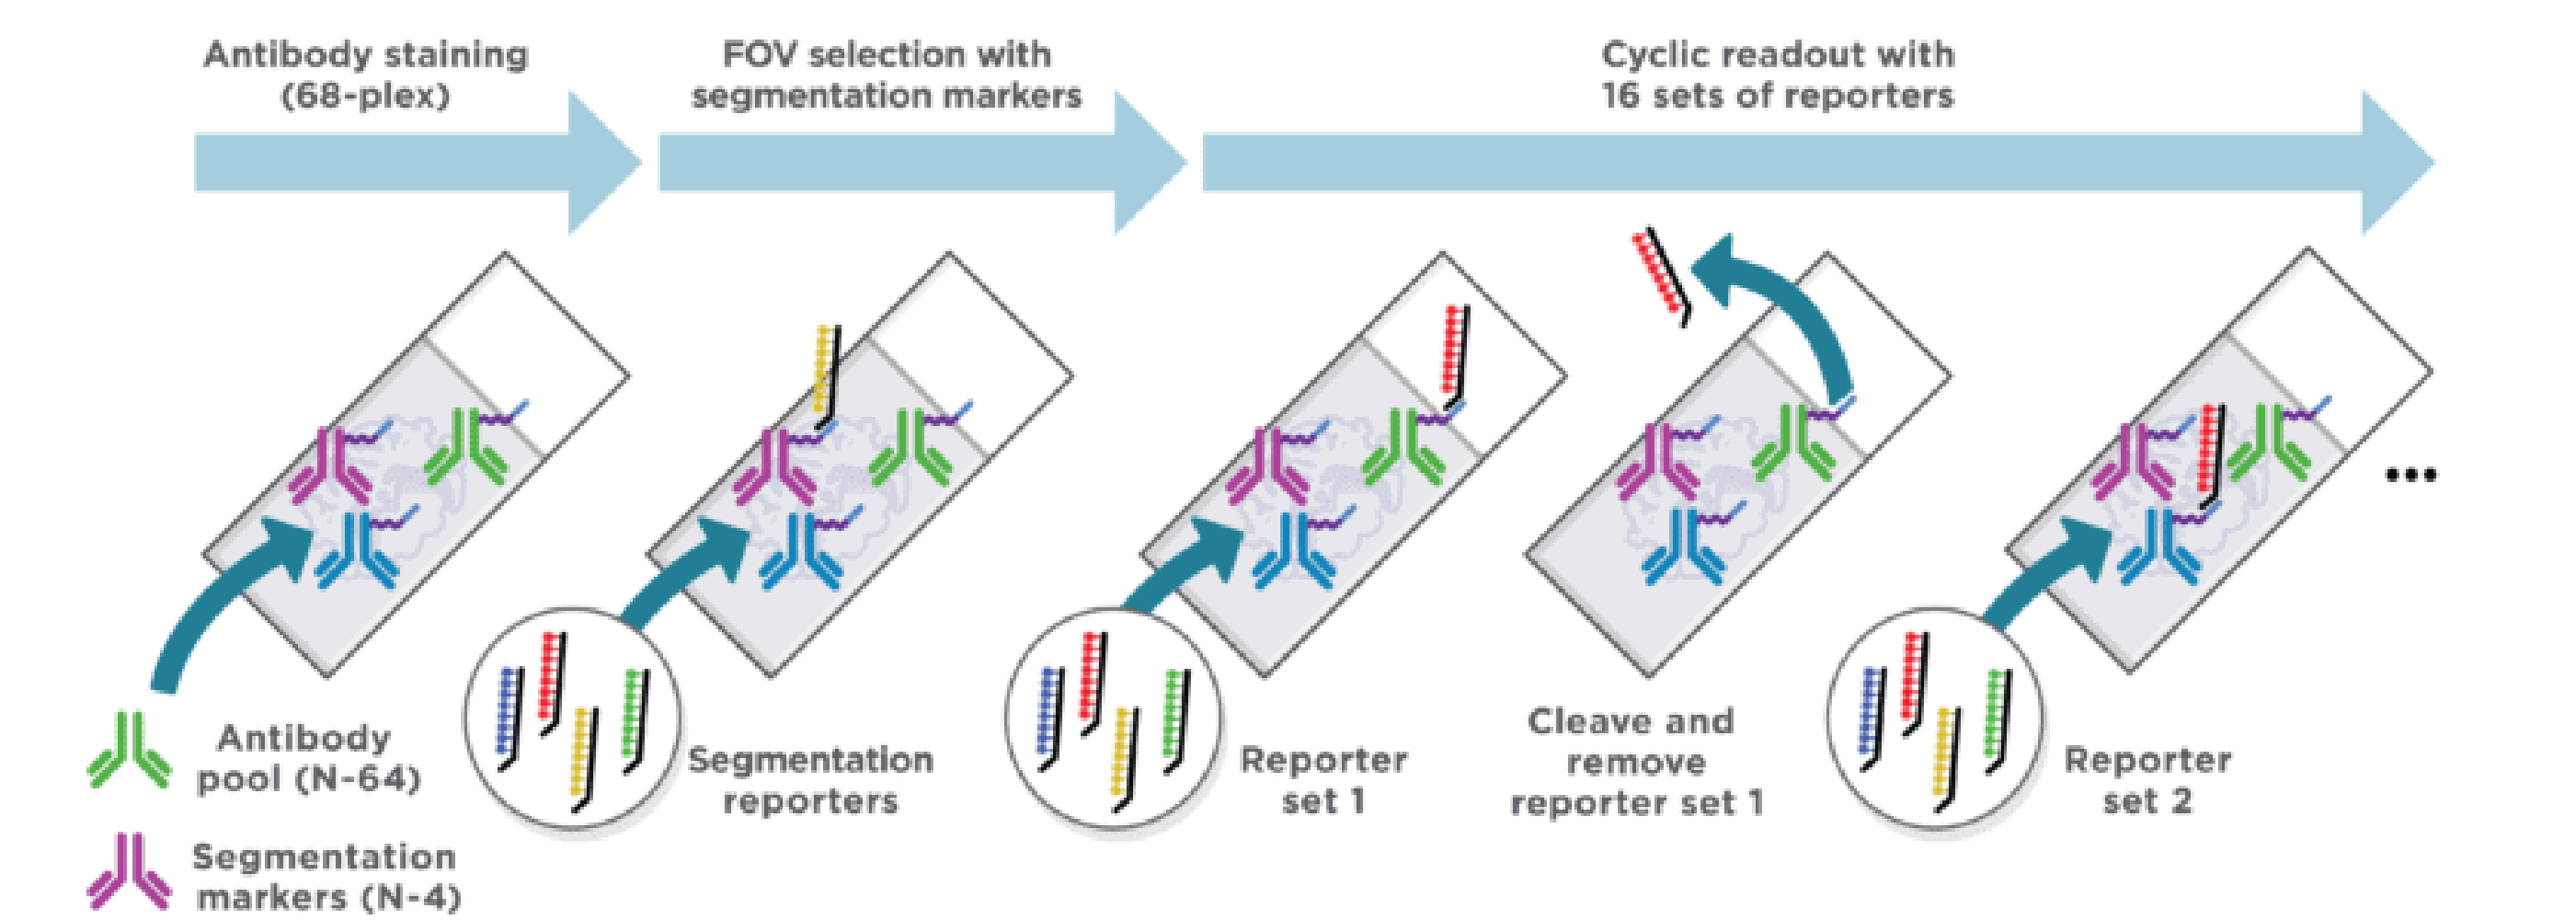 Antibody staining
(68-plex)
FOV selection with
segmentation markers
Cyclic readout with
16 sets of reporters
Antibody
pool (N-64)
Segmentation
markers (N-4)
Segmentation
reporters
Reporter
set 1
Cleave and
remove
reporter set 1
Reporter
set 2
...